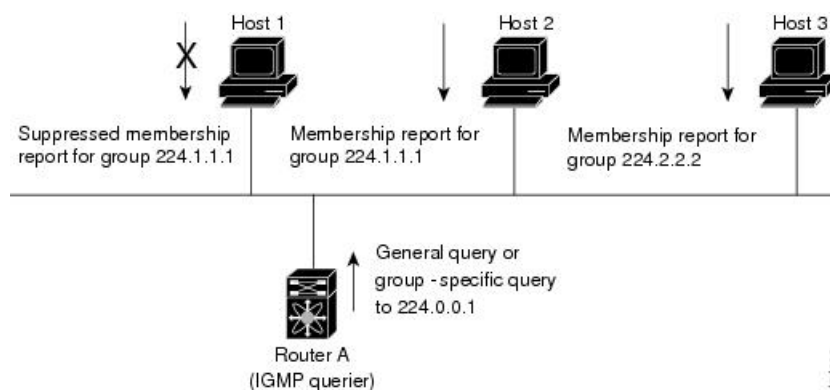 Host 1
Host 2
Host 3
X
Suppressed membership
report for group 224.1.1.1
Membership report for
group 224.1.1.1
Membership report for
group 224.2.2.2
General query or
group - specific query
to 224.0.0.1
Router A
(IGMP querier)